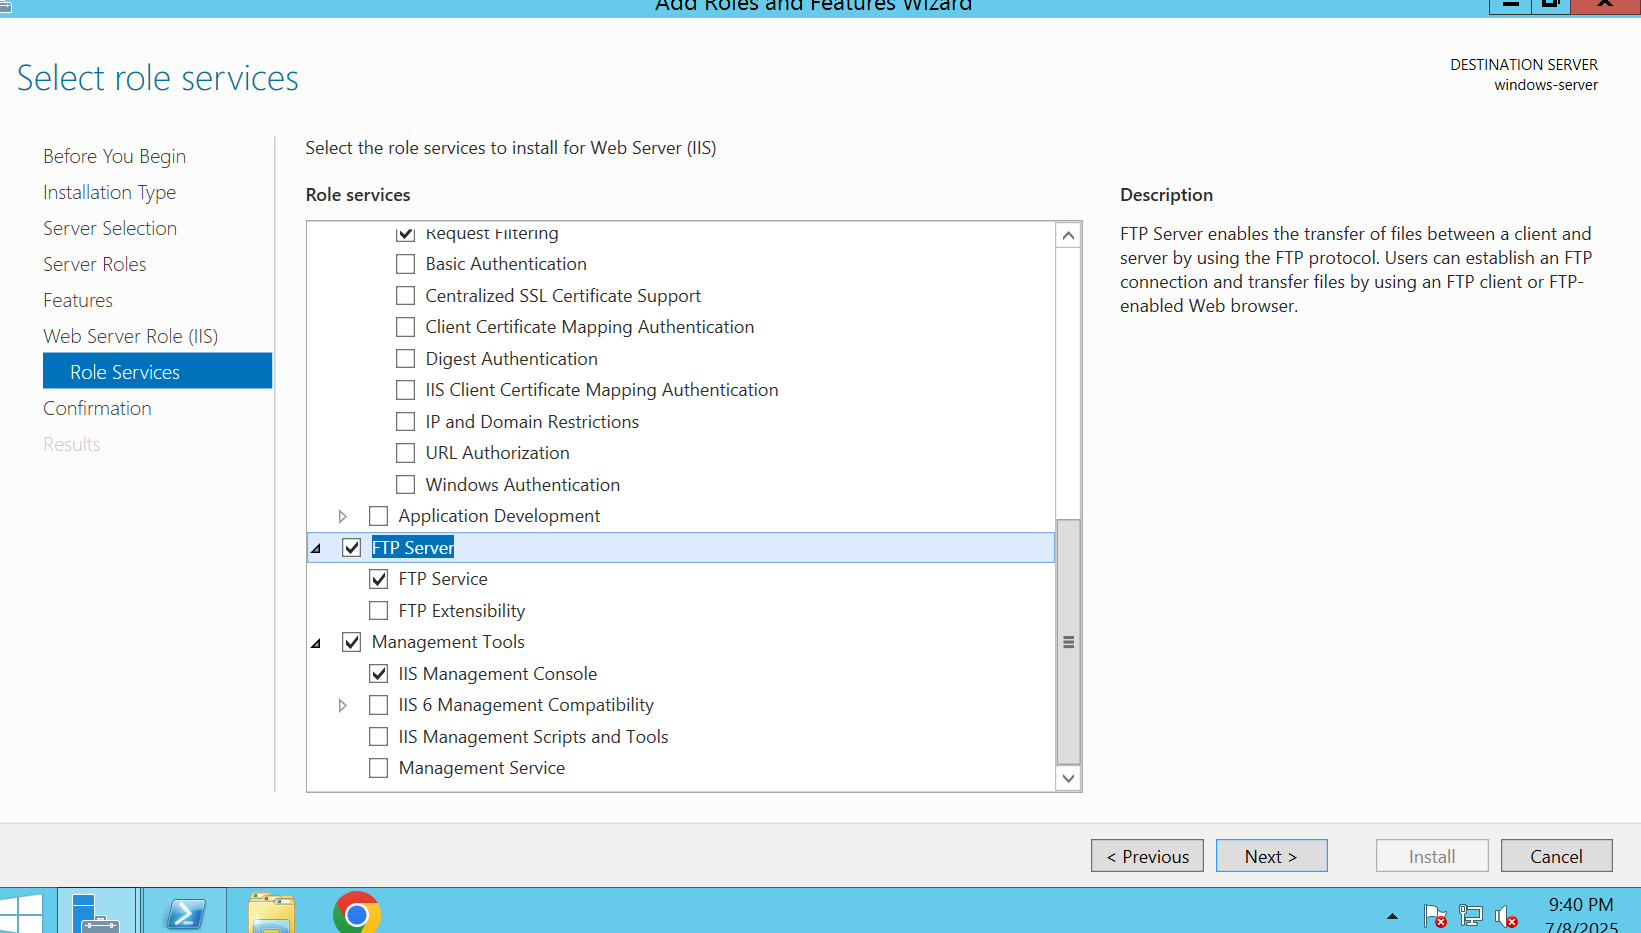 Add Roles and Features Wizard
Select role services
DESTINATION SERVER
windows-server
Before You Begin
Installation Type
Server Selection
Server Roles
Features
Web Server Role (IIS)
Role Services
Confirmation
Results
Select the role services to install for Web Server (IIS)
Role services
Request Filtering
Basic Authentication
Centralized SSL Certificate Support
Client Certificate Mapping Authentication
Digest Authentication
IIS Client Certificate Mapping Authentication
IP and Domain Restrictions
URL Authorization
Windows Authentication
Application Development
FTP Server
FTP Service
FTP Extensibility
Management Tools
IIS Management Console
IIS 6 Management Compatibility
IIS Management Scripts and Tools
Management Service
Description
FTP Server enables the transfer of files between a client and
server by using the FTP protocol. Users can establish an FTP
connection and transfer files by using an FTP client or FTP-
enabled Web browser.
< Previous
Next >
Install
Cancel
9:40 PM
7/8/2025